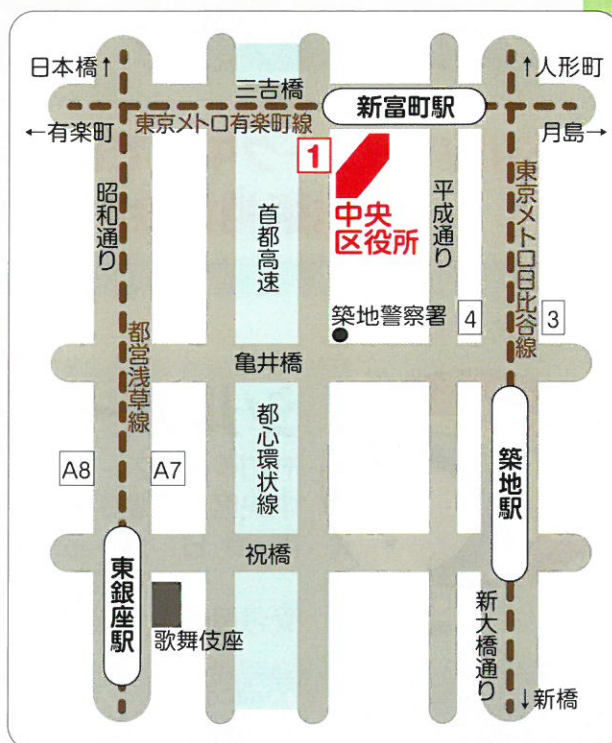 日本橋↑
↑人形町
三吉橋
新富町駅
←有楽町
東京メトロ有楽町線
月島→
1
中央
区役所
昭和通り
首都高速
平成通り
東京メトロ日比谷線
築地警察署
4
3
都営浅草線
亀井橋
都心環状線
A8
A7
築地駅
祝橋
東銀座駅
歌舞伎座
新大橋通り
↓新橋